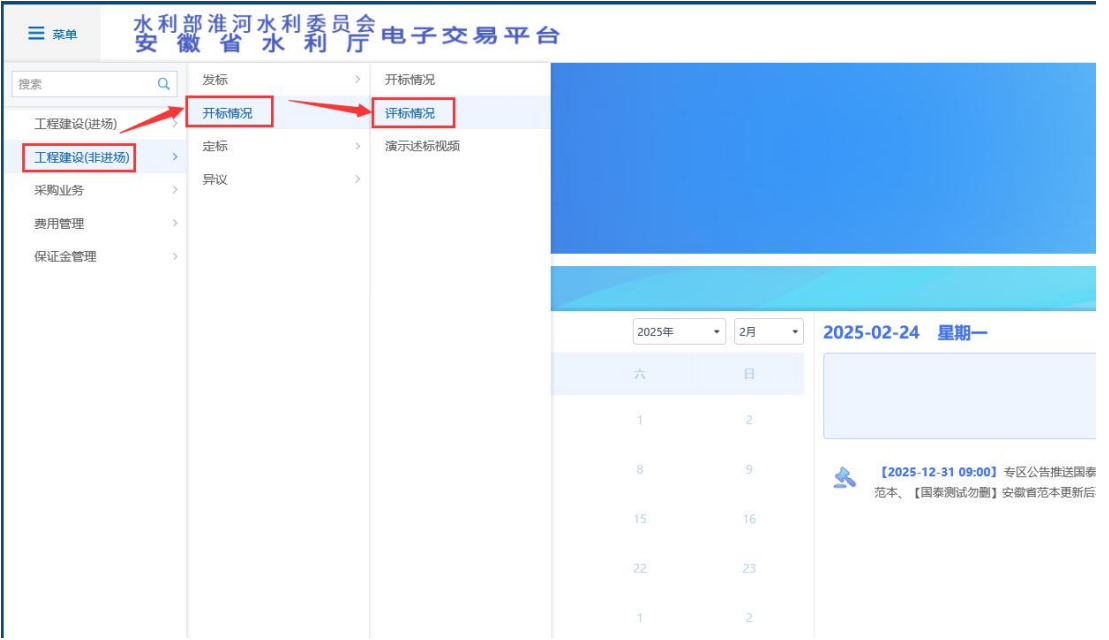 菜单
水利部淮河水利委员会
安徽省水利厅
电子交易平台
搜索
工程建设(进场)
工程建设(非进场)
采购业务
费用管理
保证金管理
发标
开标情况
定标
异议
开标情况
评标情况
演示述标视频
2025年 2月
六 日
1 2
8 9
15 16
22 23
1 2
2025-02-24 星期一
【2025-12-31 09:00】专区公告推送国泰
范本、【国泰测试勿删】安徽省范本更新后